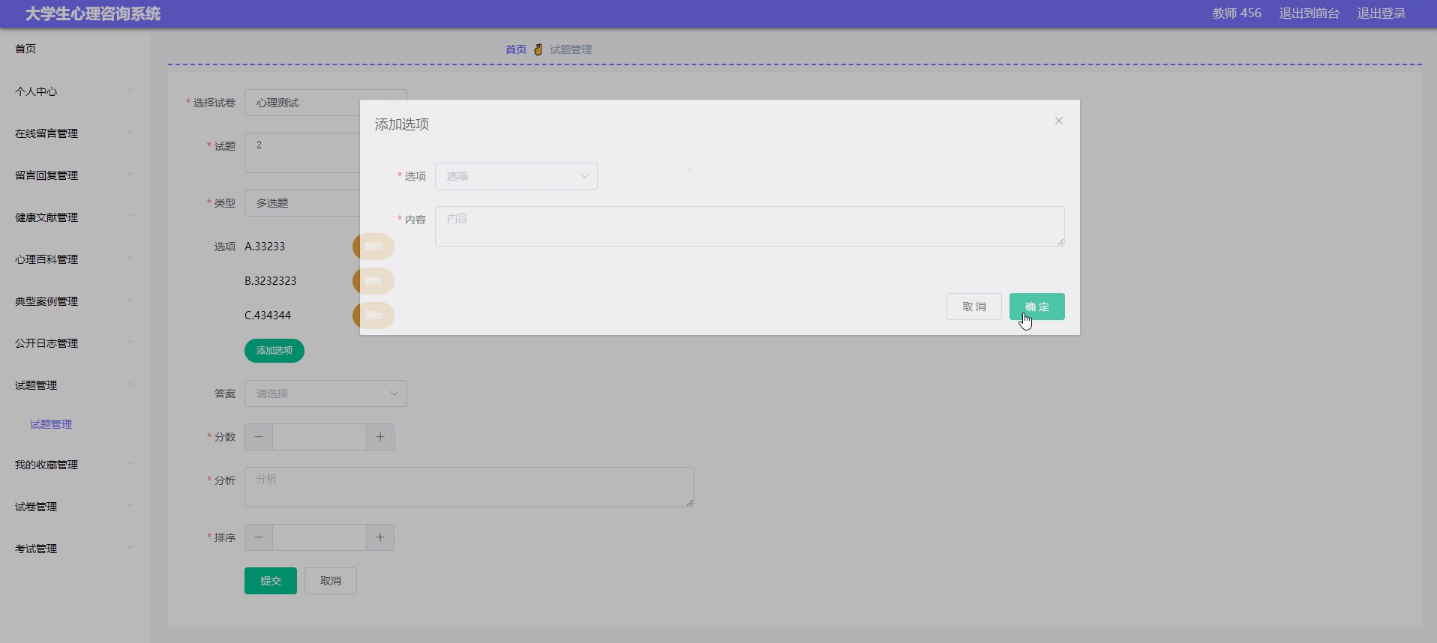 大学生心理咨询系统
教师 456 退出到前台 退出登录
首页
个人中心
在线留言管理
留言回复管理
健康文献管理
心理百科管理
典型案例管理
公开日志管理
试题管理
试题管理
我的收藏管理
试卷管理
考试管理
首页 试题管理
* 选择试卷 心理测试
* 试题 2
* 类型 多选题
选项 A.33233 删除
B.3232323 删除
C.434344 删除
添加选项
答案 请选择
* 分数
* 分析 分析
* 排序
提交 取消
添加选项
* 选项 选项
* 内容 内容
取消 确定